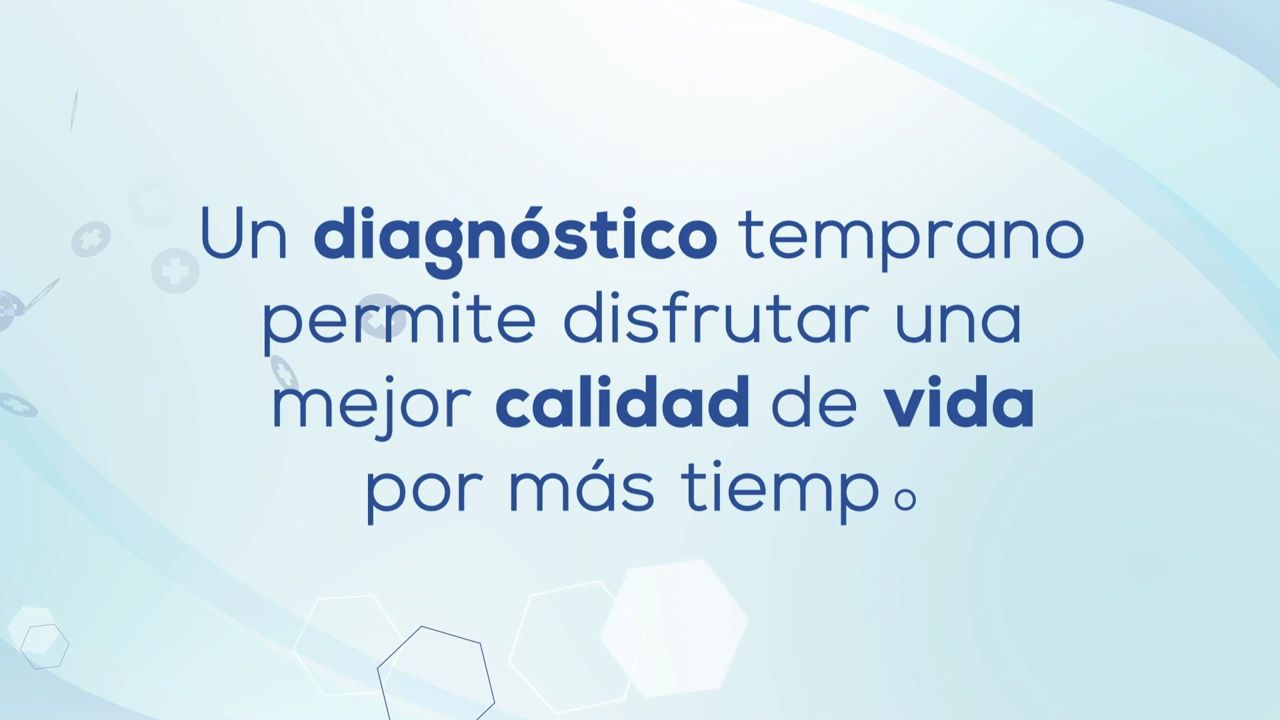 Un diagnóstico temprano
permite disfrutar una
mejor calidad de vida
por más tiempo